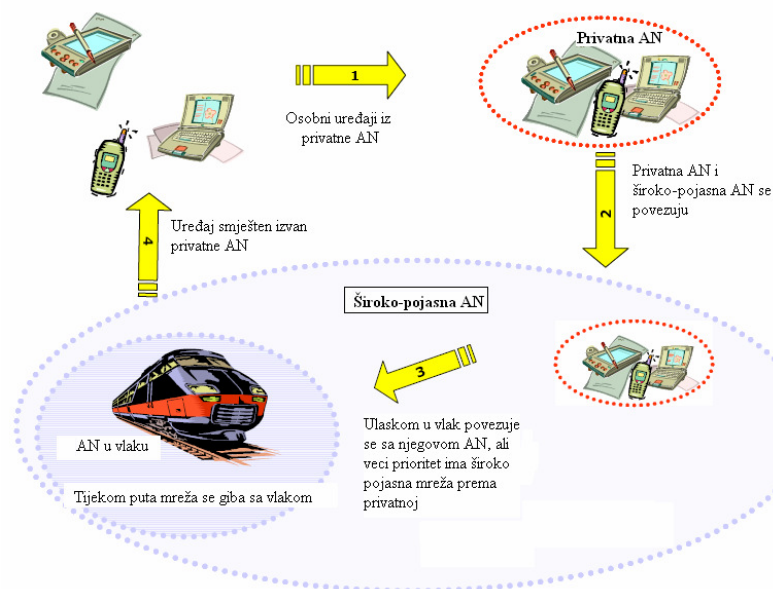 Privatna AN
1
Osobni uređaji iz
privatne AN
Privatna AN i
široko-pojasna AN se
povezuju
2
Uređaj smješten izvan
privatne AN
4
Široko-pojasna AN
3
Ulaskom u vlak povezuje
se sa njegovom AN, ali
veci prioritet ima široko
pojasna mreža prema
privatnoj
AN u vlaku
Tijekom puta mreža se giba sa vlakom